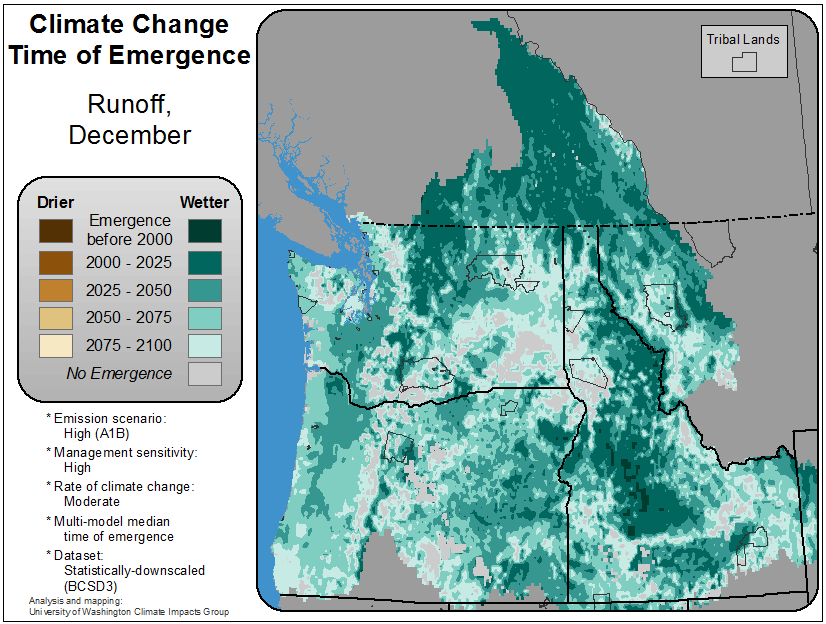 Climate Change
Time of Emergence
Runoff,
December
Drier
Wetter
Emergence
before 2000
2000 - 2025
2025 - 2050
2050 - 2075
2075 - 2100
No Emergence
* Emission scenario:
High (A1B)
* Management sensitivity:
High
* Rate of climate change:
Moderate
* Multi-model median
time of emergence
* Dataset:
Statistically-downscaled
(BCSD3)
Analysis and mapping:
University of Washington Climate Impacts Group
Tribal Lands